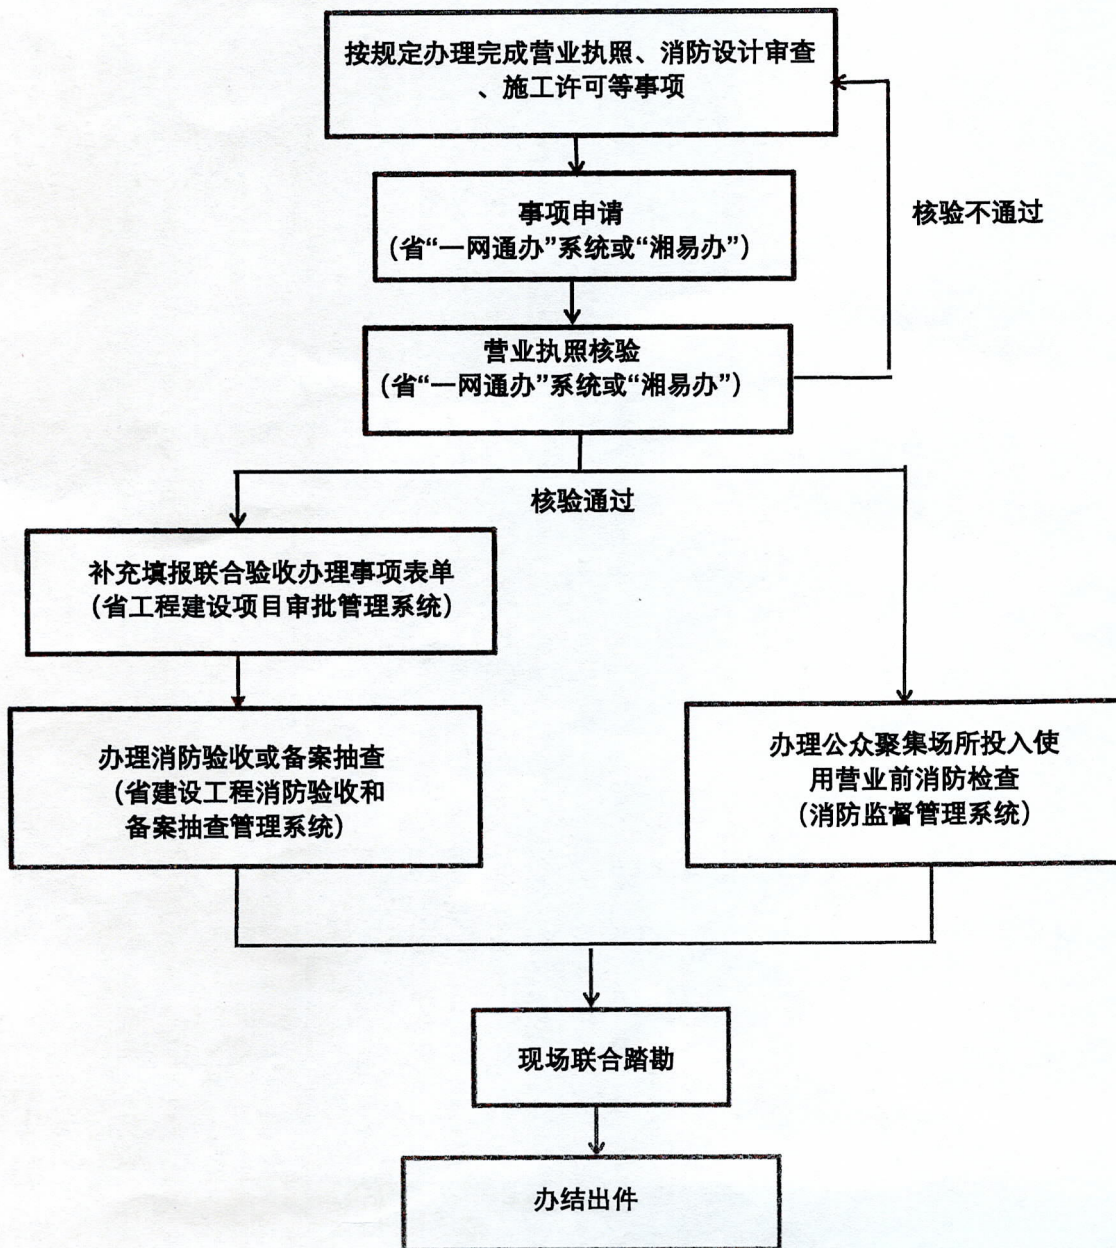 按规定办理完成营业执照、消防设计审查
、施工许可等事项
事项申请
（省“一网通办”系统或“湘易办”）
核验不通过
营业执照核验
（省“一网通办”系统或“湘易办”）
核验通过
补充填报联合验收办理事项表单
（省工程建设项目审批管理系统）
办理消防验收或备案抽查
（省建设工程消防验收和
备案抽查管理系统）
办理公众聚集场所投入使
用营业前消防检查
（消防监督管理系统）
现场联合踏勘
办结出件